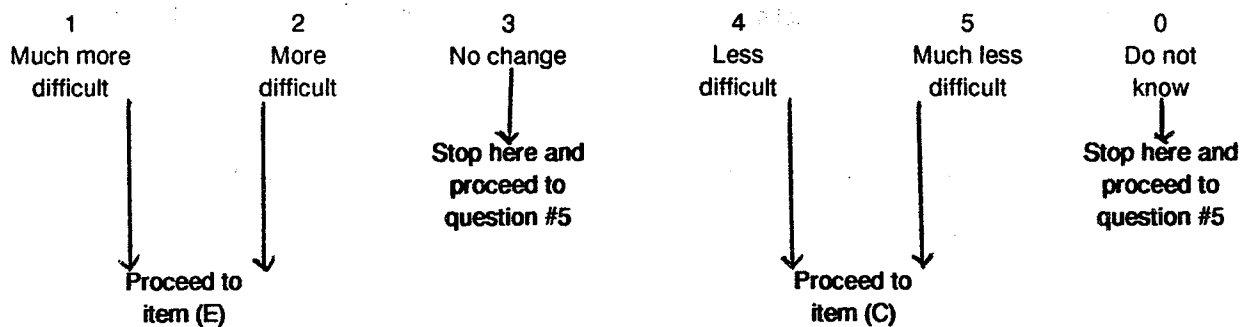 1 2 3 4 5 0
Much more More No change Less Much less Do not
difficult difficult difficult difficult know
Stop here and Stop here and
proceed to proceed to
question #5 question #5
Proceed to Proceed to
item (E) item (C)